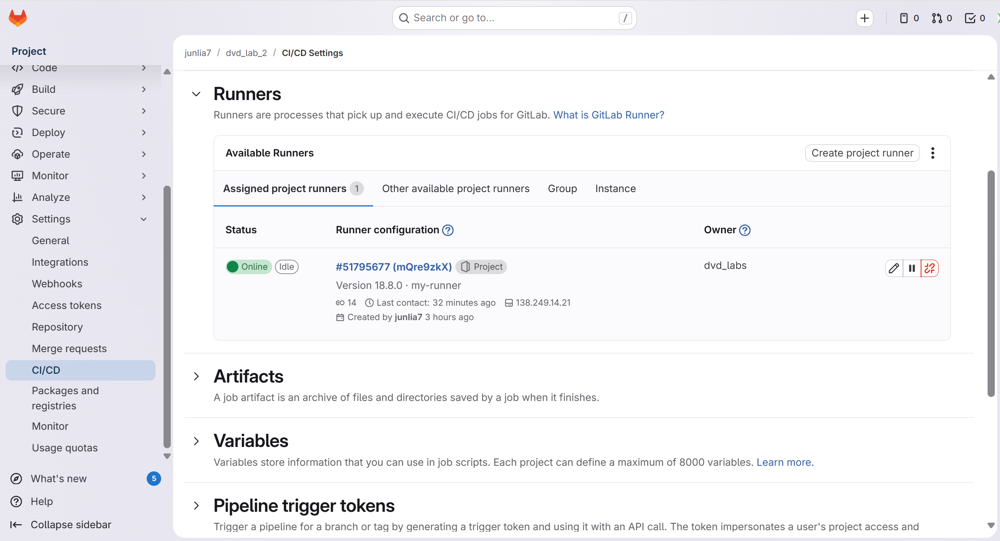 Search or go to... /
0 0 0
Project
junlia7 / dvd_lab_2 / CI/CD Settings
Code
Build
Secure
Deploy
Operate
Monitor
Analyze
Settings
General
Integrations
Webhooks
Access tokens
Repository
Merge requests
CI/CD
Packages and
registries
Monitor
Usage quotas
What's new 5
Help
Collapse sidebar
Runners
Runners are processes that pick up and execute CI/CD jobs for GitLab. What is GitLab Runner?
Available Runners
Create project runner
Assigned project runners 1 Other available project runners Group Instance
Status Runner configuration Owner
Online Idle #51795677 (mQre9zkX) Project dvd_labs
Version 18.8.0 · my-runner
14 Last contact: 32 minutes ago 138.249.14.21
Created by junlia7 3 hours ago
Artifacts
A job artifact is an archive of files and directories saved by a job when it finishes.
Variables
Variables store information that you can use in job scripts. Each project can define a maximum of 8000 variables. Learn more.
Pipeline trigger tokens
Trigger a pipeline for a branch or tag by generating a trigger token and using it with an API call. The token impersonates a user's project access and